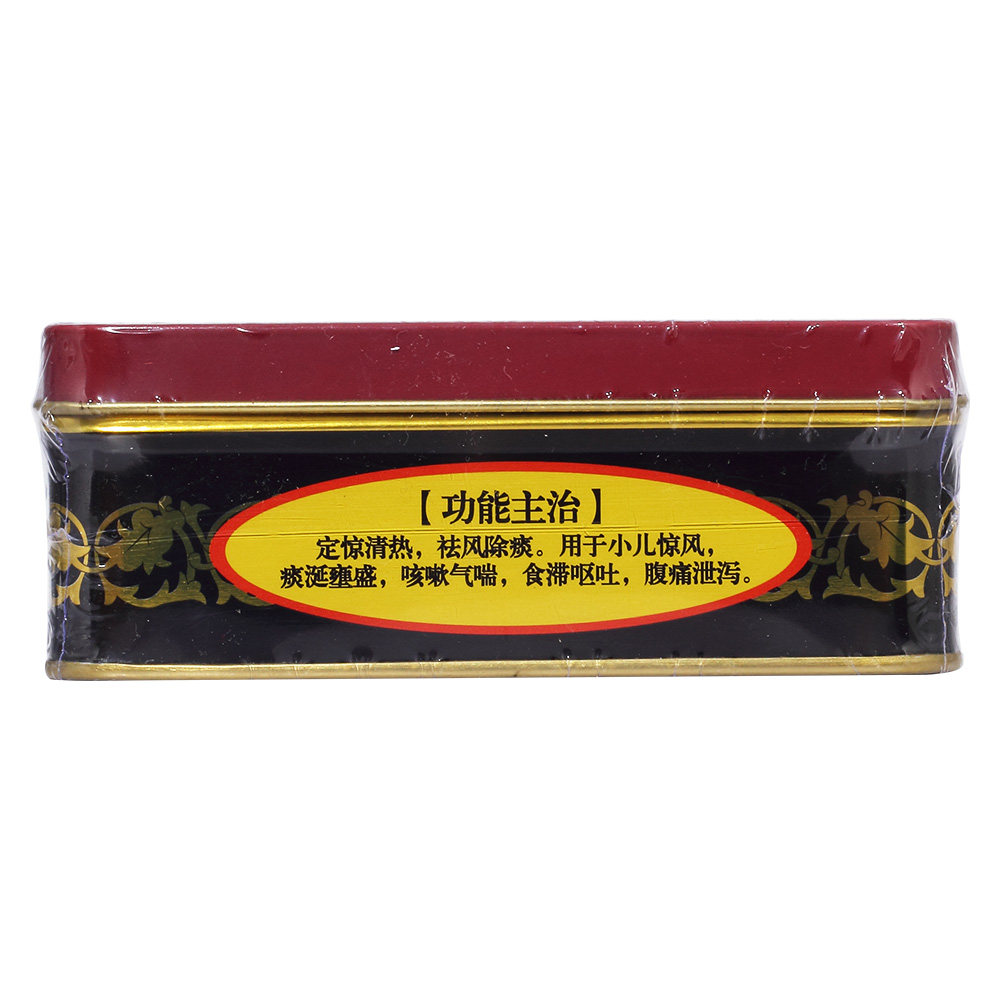 【功能主治】
定惊清热，祛风除痰。用于小儿惊风，
痰涎壅盛，咳嗽气喘，食滞呕吐，腹痛泄泻。